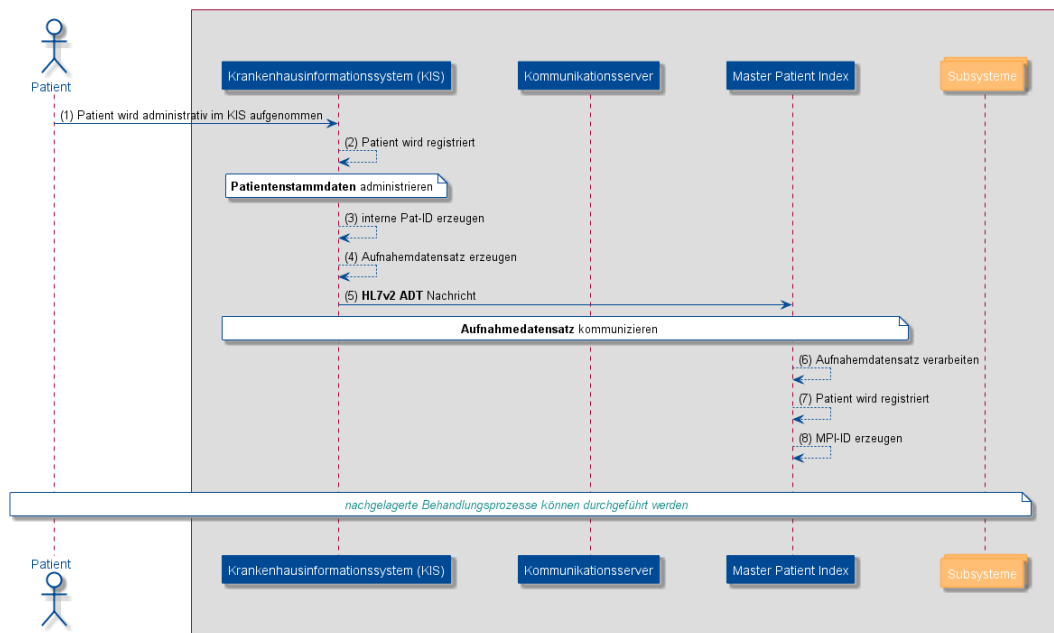 Patient
Krankenhausinformationssystem (KIS)
Kommunikationsserver
Master Patient Index
Subsysteme
(1) Patient wird administrativ im KIS aufgenommen
(2) Patient wird registriert
Patientenstammdaten administrieren
(3) interne Pat-ID erzeugen
(4) Aufnahemdatensatz erzeugen
(5) HL7v2 ADT Nachricht
Aufnahmedatensatz kommunizieren
(6) Aufnahemdatensatz verarbeiten
(7) Patient wird registriert
(8) MPI-ID erzeugen
nachgelagerte Behandlungsprozesse können durchgeführt werden
Patient
Krankenhausinformationssystem (KIS)
Kommunikationsserver
Master Patient Index
Subsysteme